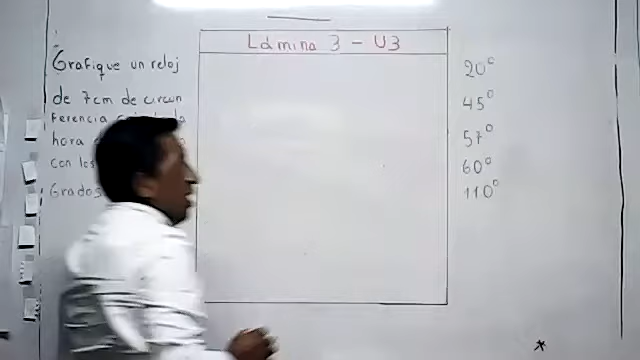 Lámina 3 - U3
Grafique un reloj
de 7cm de circun
ferencia
hora
con los
Grados
20°
45°
57°
60°
110°